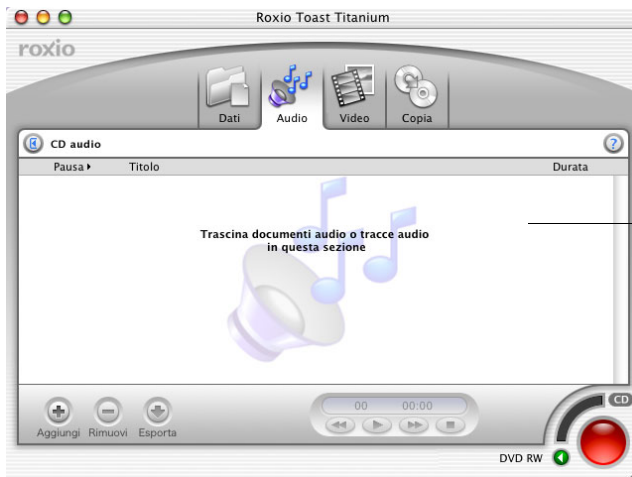 Roxio Toast Titanium
roxio
Dati Audio Video Copia
CD audio
?
Pausa Titolo Durata
Trascina documenti audio o tracce audio
in questa sezione
00 00:00
CD
Aggiungi Rimuovi Esporta
DVD RW